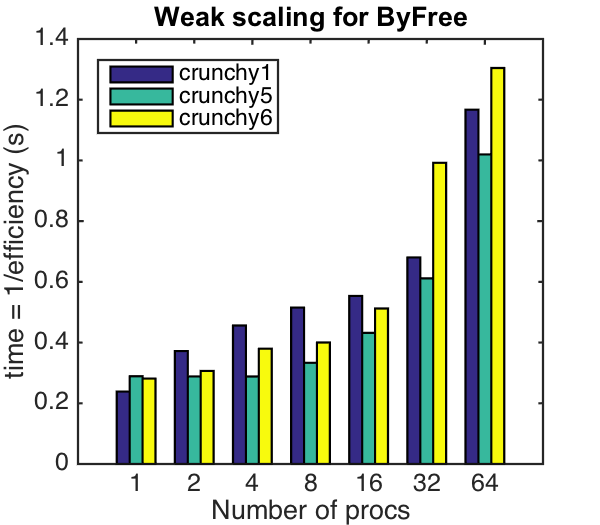 Weak scaling for ByFree
1.4
1.2
1
0.8
0.6
0.4
0.2
0
time = 1/efficiency (s)
crunchy1
crunchy5
crunchy6
1 2 4 8 16 32 64
Number of procs